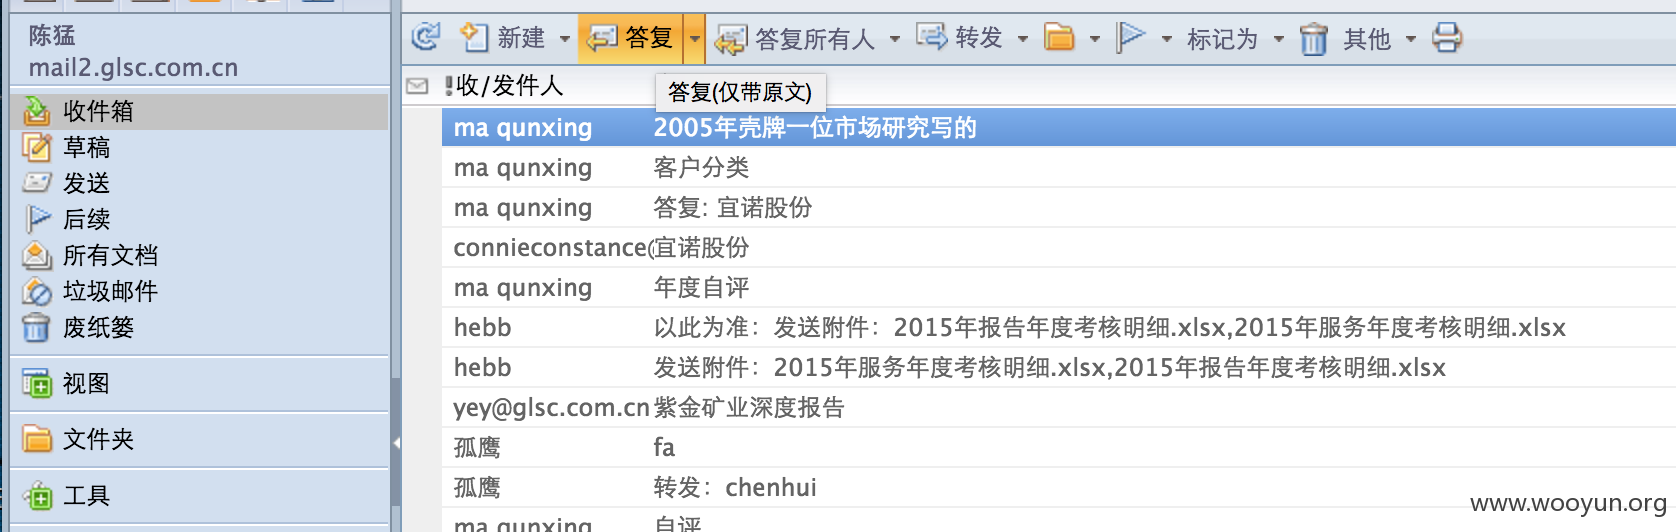 陈猛
mail2.glsc.com.cn
收件箱
草稿
发送
后续
所有文档
垃圾邮件
废纸篓
视图
文件夹
工具
新建 答复 答复所有人 转发 标记为 其他
!收/发件人
答复(仅带原文)
ma qunxing 2005年壳牌一位市场研究写的
ma qunxing 客户分类
ma qunxing 答复: 宜诺股份
connieconstance( 宜诺股份
ma qunxing 年度自评
hebb 以此为准：发送附件：2015年报告年度考核明细.xlsx,2015年服务年度考核明细.xlsx
hebb 发送附件：2015年服务年度考核明细.xlsx,2015年报告年度考核明细.xlsx
yey@glsc.com.cn 紫金矿业深度报告
孤鹰 fa
孤鹰 转发：chenhui
ma qunxing 自评
www.wooyun.org